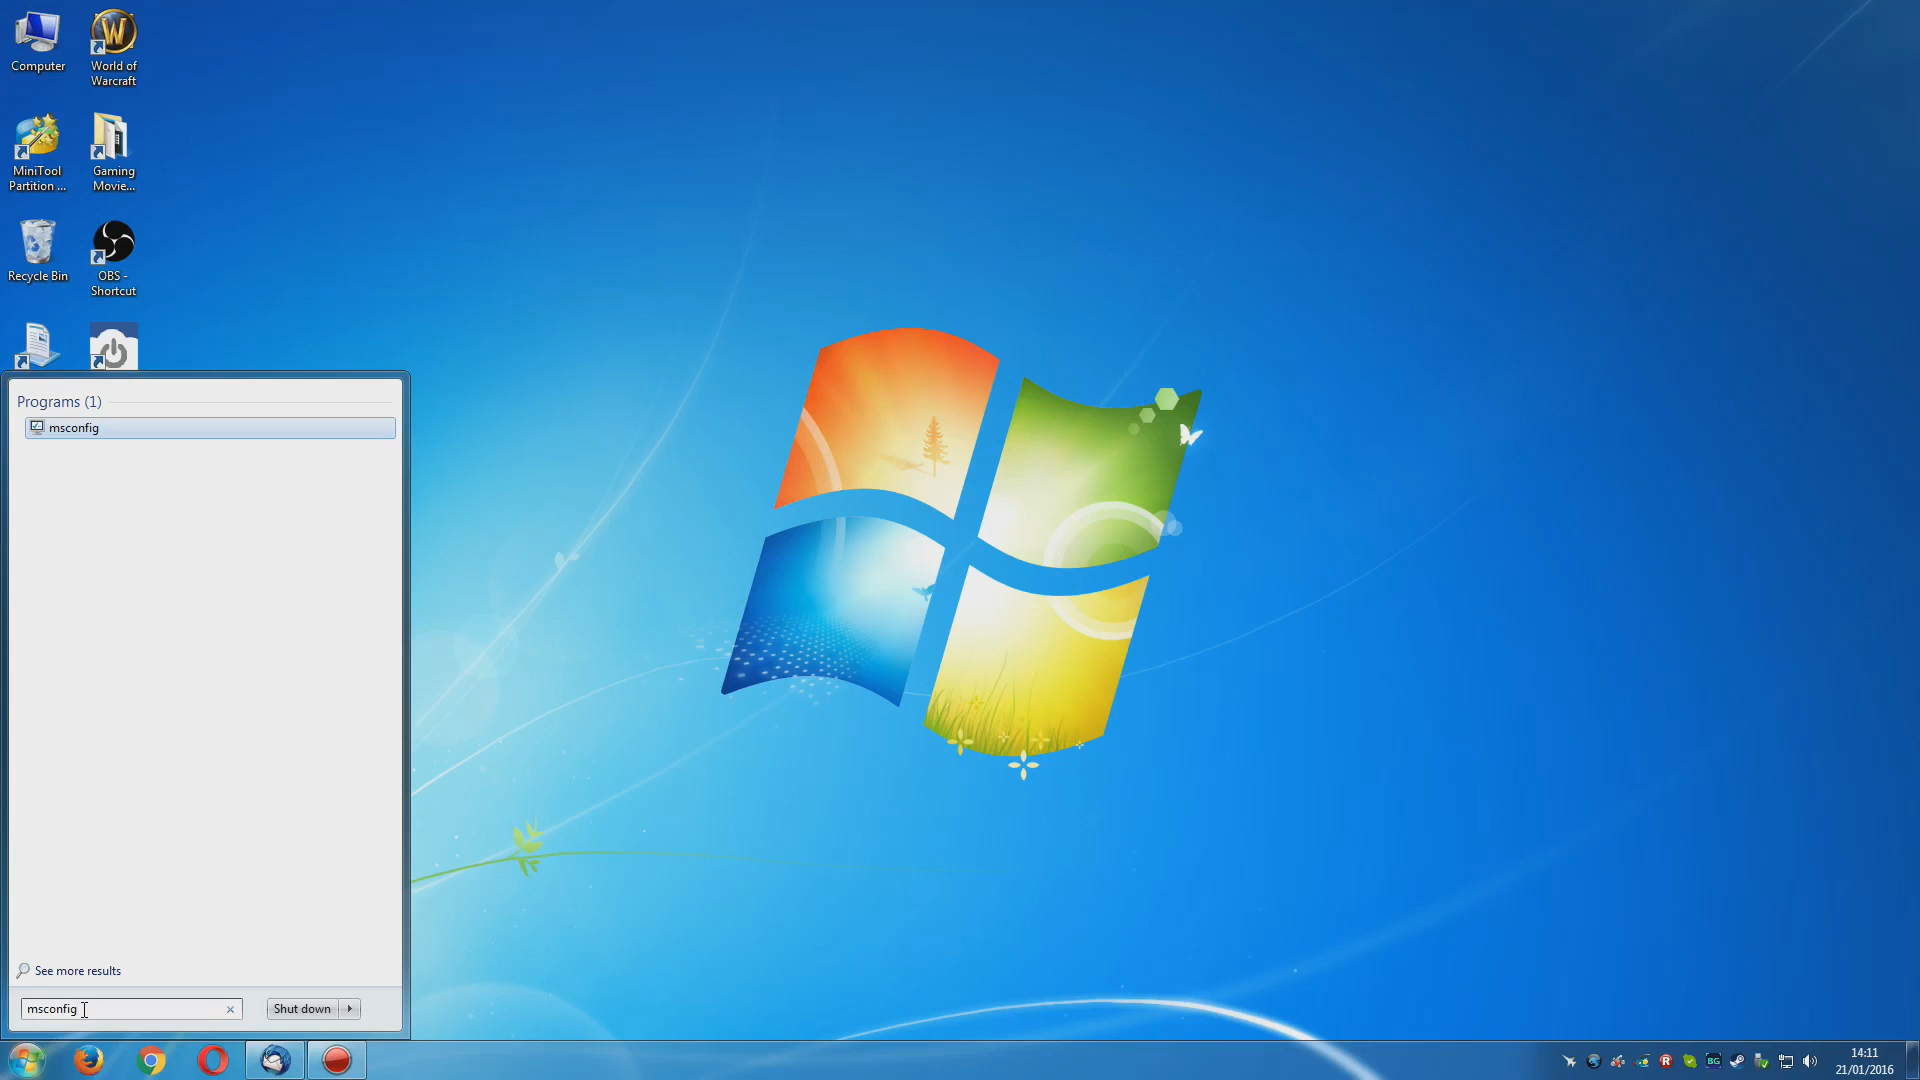 Computer
World of
Warcraft
MiniTool
Partition ...
Gaming
Movie...
Recycle Bin
OBS -
Shortcut
Programs (1)
msconfig
See more results
msconfig
Shut down
14:11
21/01/2016
W
R
BG